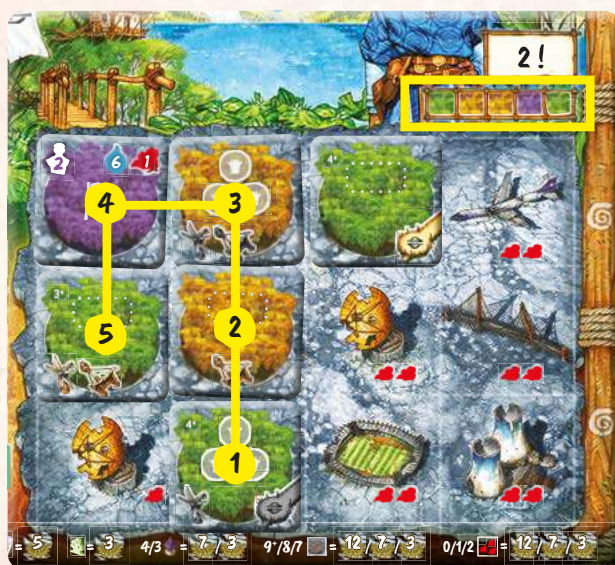 2!
2 6 1
4 3 4+
3+
5 2
4+
1
= 5 = 3 4/3 = 7 / 3 9+/8/7 = 12 / 7 / 3 0/1/2 = 12 / 7 / 3